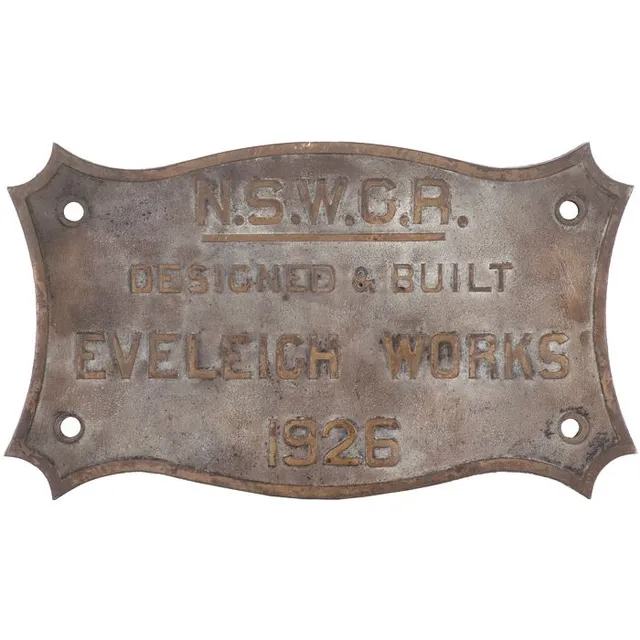 N.S.W.G.R.
DESIGNED & BUILT
EVELEIGH WORKS
1926